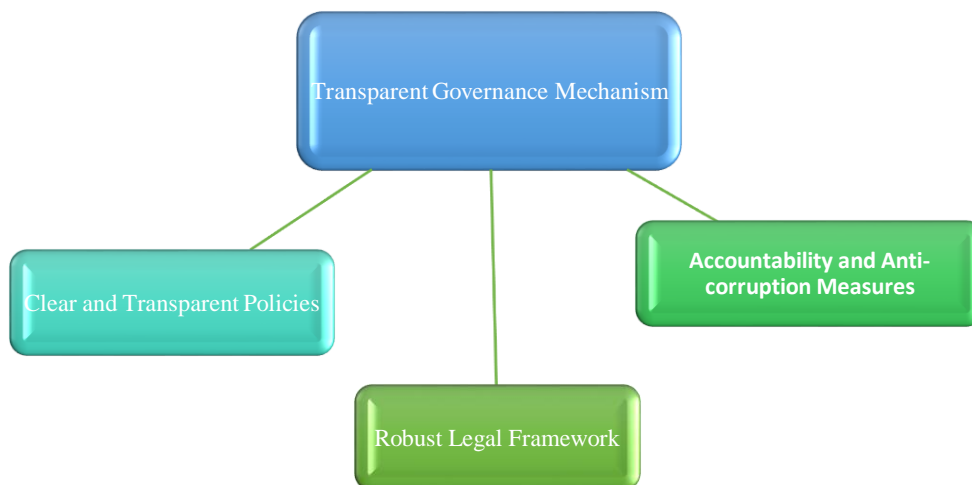 Transparent Governance Mechanism
Clear and Transparent Policies
Accountability and Anti-
corruption Measures
Robust Legal Framework